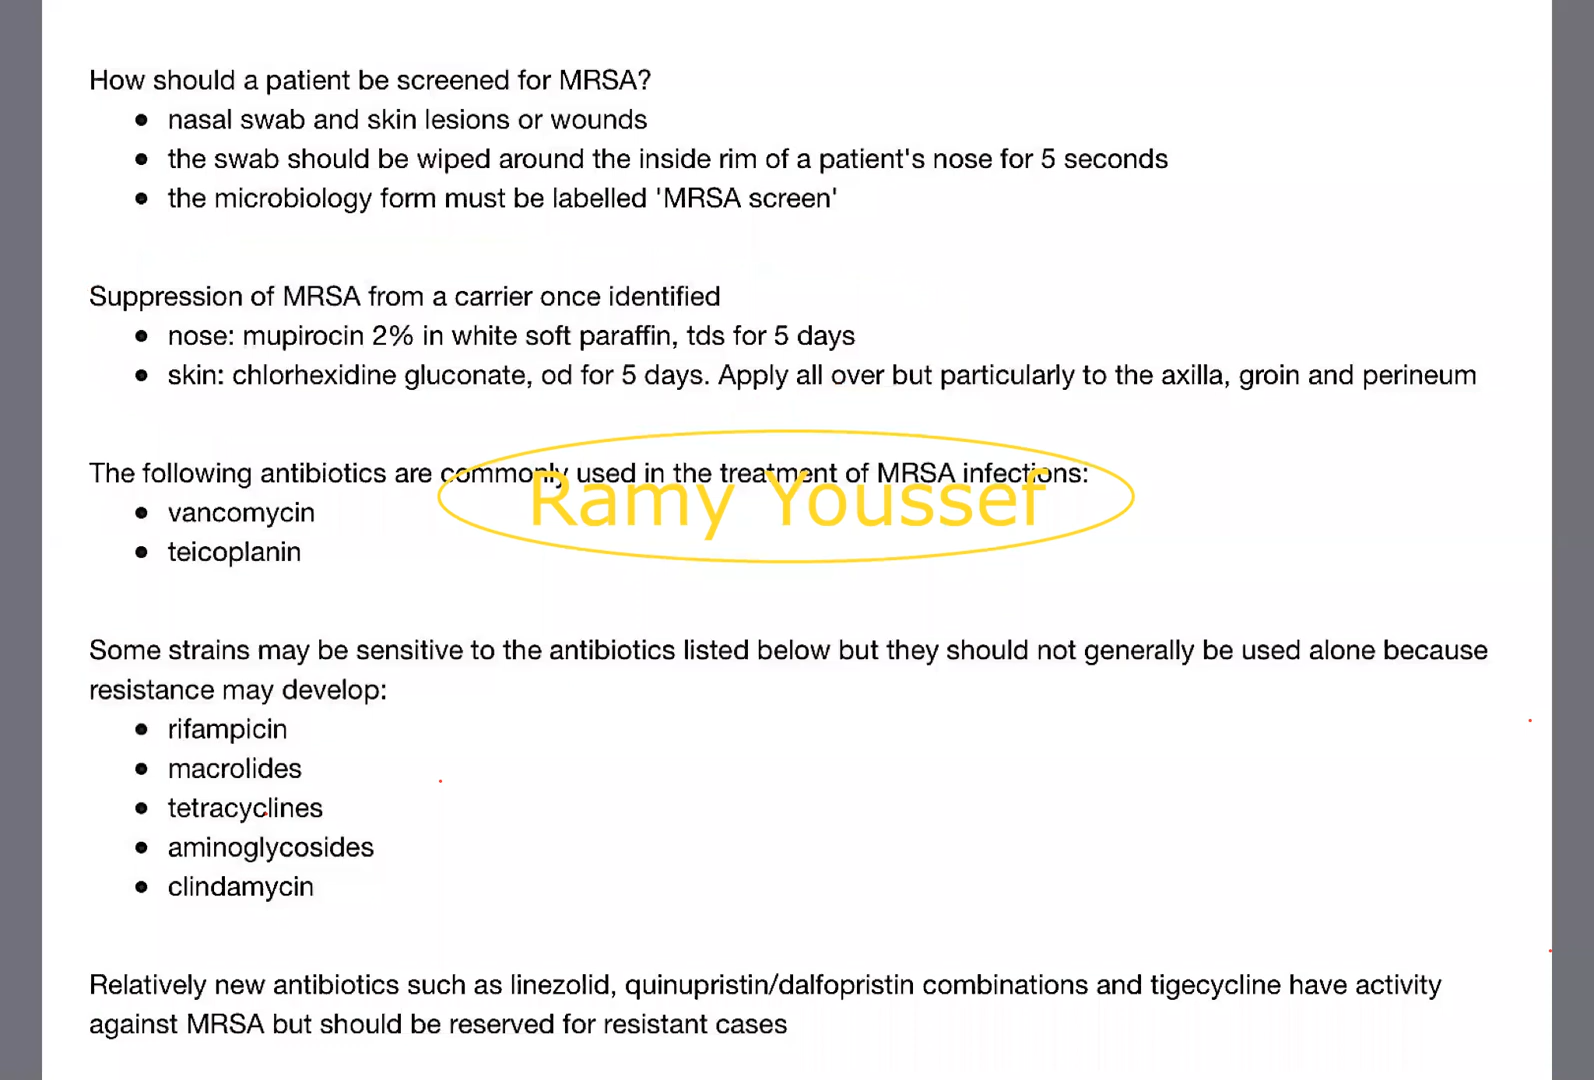 How should a patient be screened for MRSA?
● nasal swab and skin lesions or wounds
● the swab should be wiped around the inside rim of a patient's nose for 5 seconds
● the microbiology form must be labelled 'MRSA screen'
Suppression of MRSA from a carrier once identified
● nose: mupirocin 2% in white soft paraffin, tds for 5 days
● skin: chlorhexidine gluconate, od for 5 days. Apply all over but particularly to the axilla, groin and perineum
The following antibiotics are commonly used in the treatment of MRSA infections:
Ramy Youssef
● vancomycin
● teicoplanin
Some strains may be sensitive to the antibiotics listed below but they should not generally be used alone because
resistance may develop:
● rifampicin
● macrolides
● tetracyclines
● aminoglycosides
● clindamycin
Relatively new antibiotics such as linezolid, quinupristin/dalfopristin combinations and tigecycline have activity
against MRSA but should be reserved for resistant cases